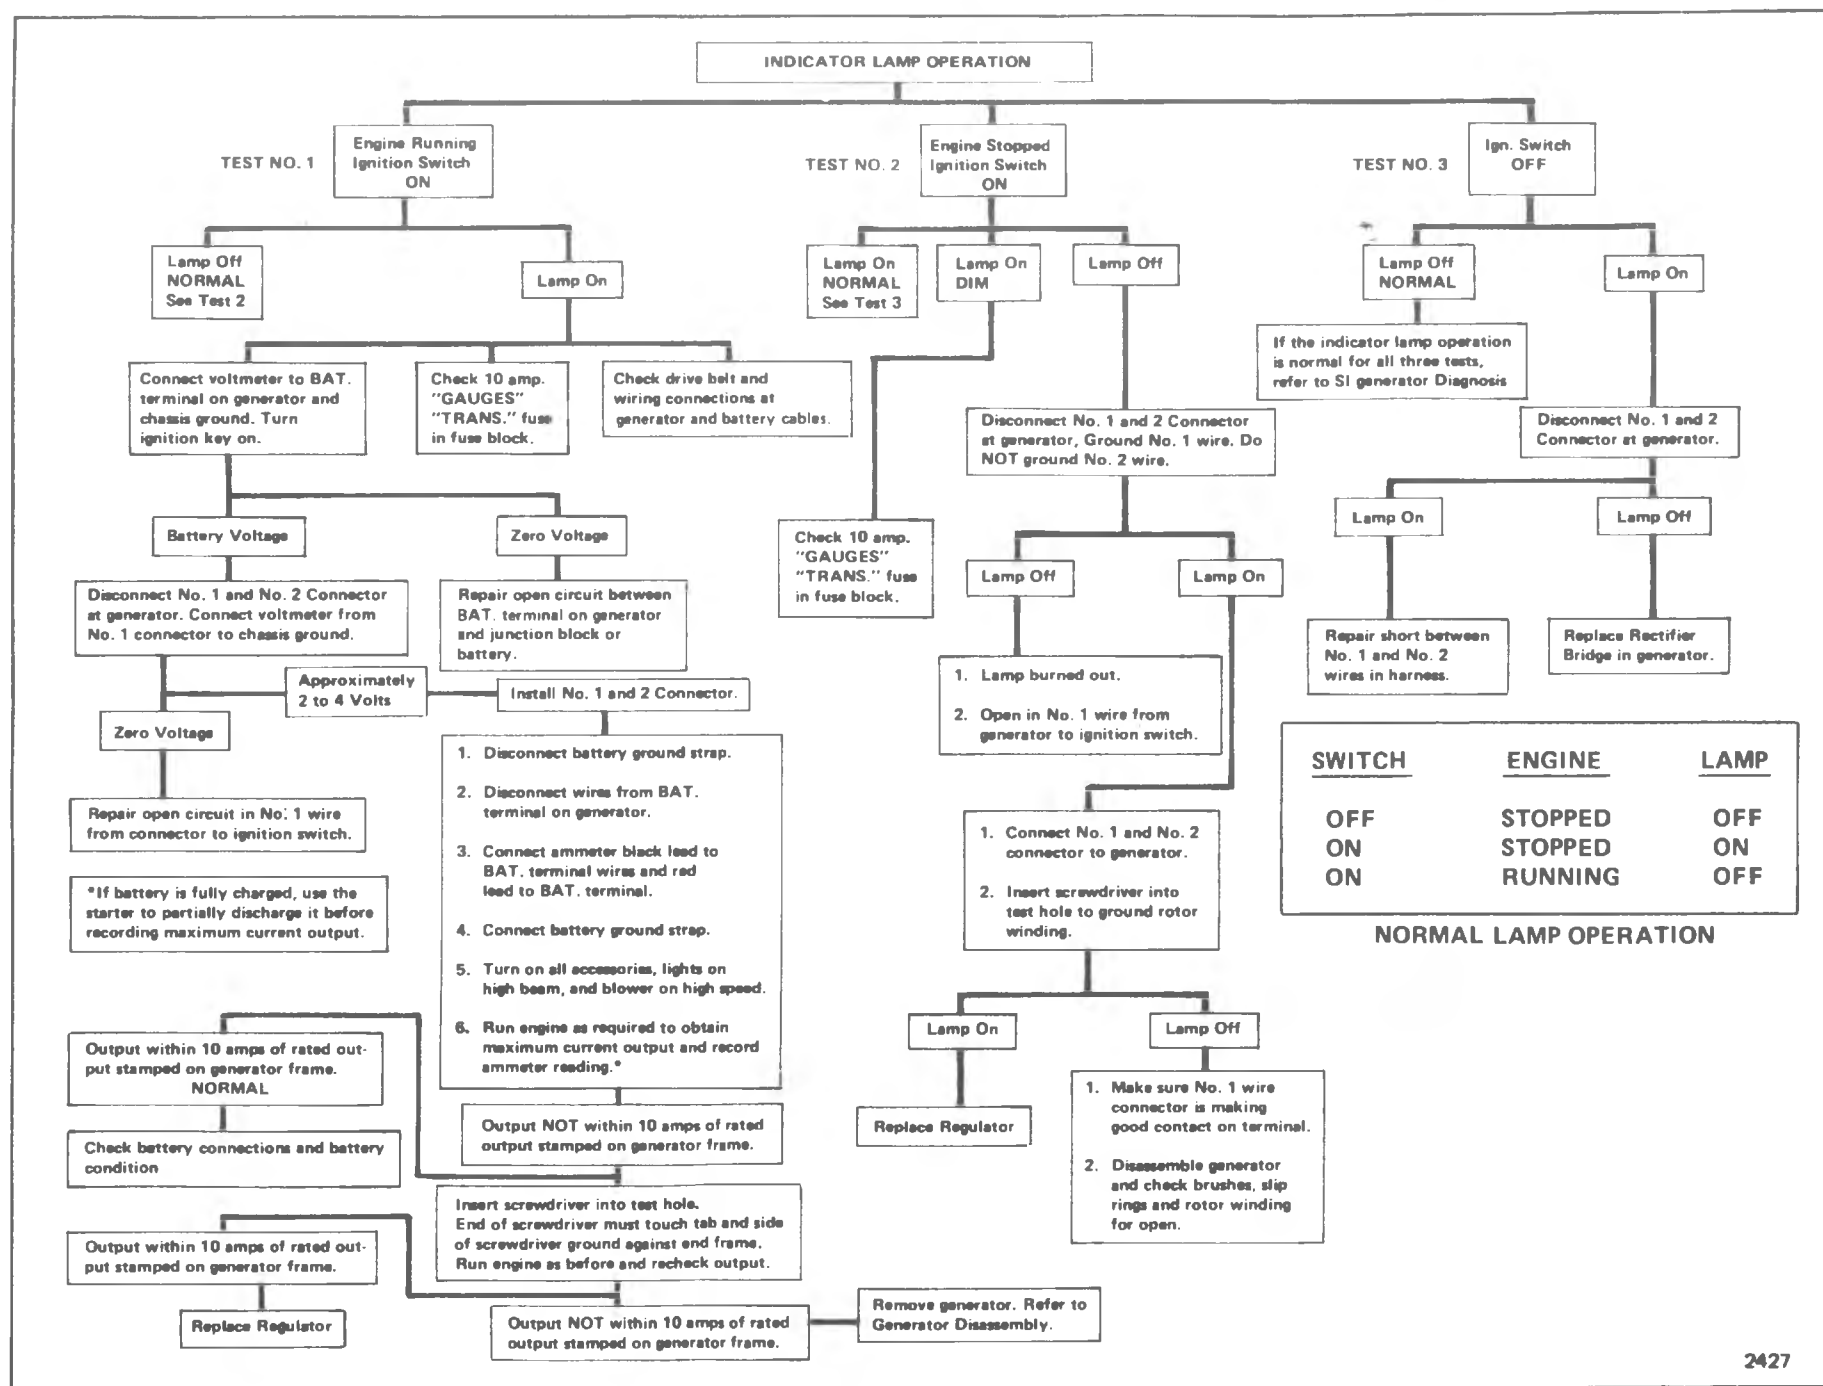 INDICATOR LAMP OPERATION
TEST NO. 1
Engine Running
Ignition Switch
ON
Lamp Off
NORMAL
See Test 2
Lamp On
Connect voltmeter to BAT.
terminal on generator and
chassis ground. Turn
ignition key on.
Check 10 amp.
"GAUGES"
"TRANS." fuse
in fuse block.
Check drive belt and
wiring connections at
generator and battery cables.
Battery Voltage
Zero Voltage
Disconnect No. 1 and No. 2 Connector
at generator. Connect voltmeter from
No. 1 connector to chassis ground.
Repair open circuit between
BAT. terminal on generator
and junction block or
battery.
Approximately
2 to 4 Volts
Install No. 1 and 2 Connector.
Zero Voltage
Repair open circuit in No. 1 wire
from connector to ignition switch.
*If battery is fully charged, use the
starter to partially discharge it before
recording maximum current output.
1. Disconnect battery ground strap.
2. Disconnect wires from BAT.
terminal on generator.
3. Connect ammeter black lead to
BAT. terminal wires and red
lead to BAT. terminal.
4. Connect battery ground strap.
5. Turn on all accessories, lights on
high beam, and blower on high speed.
6. Run engine as required to obtain
maximum current output and record
ammeter reading.*
Output within 10 amps of rated out-
put stamped on generator frame.
NORMAL
Check battery connections and battery
condition
Output NOT within 10 amps of rated
output stamped on generator frame.
Insert screwdriver into test hole.
End of screwdriver must touch tab and side
of screwdriver ground against end frame.
Run engine as before and recheck output.
Output within 10 amps of rated out-
put stamped on generator frame.
Replace Regulator
Output NOT within 10 amps of rated
output stamped on generator frame.
Remove generator. Refer to
Generator Disassembly.
TEST NO. 2
Engine Stopped
Ignition Switch
ON
Lamp On
NORMAL
See Test 3
Lamp On
DIM
Lamp Off
Check 10 amp.
"GAUGES"
"TRANS." fuse
in fuse block.
Disconnect No. 1 and 2 Connector
at generator, Ground No. 1 wire. Do
NOT ground No. 2 wire.
Lamp Off
Lamp On
1. Lamp burned out.
2. Open in No. 1 wire from
generator to ignition switch.
1. Connect No. 1 and No. 2
connector to generator.
2. Insert screwdriver into
test hole to ground rotor
winding.
Lamp On
Lamp Off
Replace Regulator
1. Make sure No. 1 wire
connector is making
good contact on terminal.
2. Disassemble generator
and check brushes, slip
rings and rotor winding
for open.
TEST NO. 3
Ign. Switch
OFF
Lamp Off
NORMAL
Lamp On
If the indicator lamp operation
is normal for all three tests,
refer to SI generator Diagnosis
Disconnect No. 1 and 2
Connector at generator.
Lamp On
Lamp Off
Repair short between
No. 1 and No. 2
wires in harness.
Replace Rectifier
Bridge in generator.
SWITCH ENGINE LAMP
OFF STOPPED OFF
ON STOPPED ON
ON RUNNING OFF
NORMAL LAMP OPERATION
2427